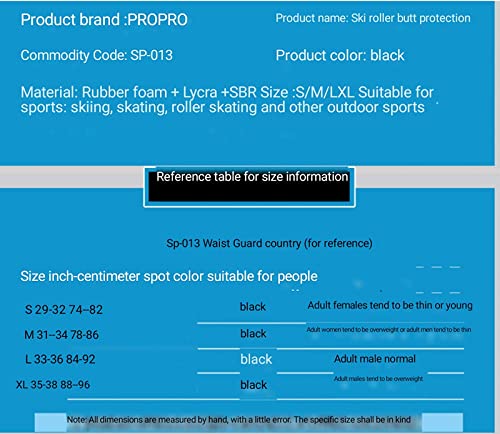 Product brand :PROPRO
Product name: Ski roller butt protection
Commodity Code: SP-013
Product color: black
Material: Rubber foam + Lycra +SBR Size :S/M/LXL Suitable for
sports: skiing, skating, roller skating and other outdoor sports
Reference table for size information
Sp-013 Waist Guard country (for reference)
Size inch-centimeter spot color suitable for people
S 29-32 74--82 black Adult females tend to be thin or young
M 31--34 78-86 black Adult women tend to be overweight or adult men tend to be thin
L 33-36 84-92 black Adult male normal
XL 35-38 88--96 black Adult males tend to be overweight
Note: All dimensions are measured by hand, with a little error. The specific size shall be in kind